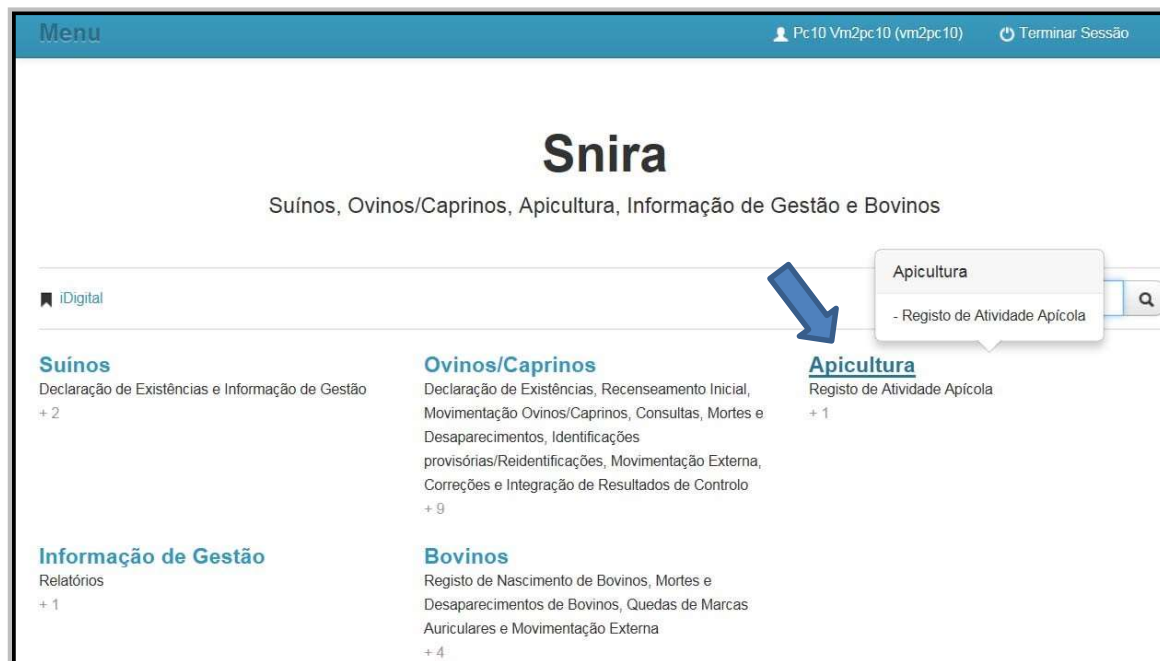 Menu
Pc10 Vm2pc10 (vm2pc10)
Terminar Sessão
Snira
Suínos, Ovinos/Caprinos, Apicultura, Informação de Gestão e Bovinos
iDigital
Apicultura
- Registo de Atividade Apícola
Suínos
Declaração de Existências e Informação de Gestão
+ 2
Ovinos/Caprinos
Declaração de Existências, Recenseamento Inicial,
Movimentação Ovinos/Caprinos, Consultas, Mortes e
Desaparecimentos, Identificações
provisórias/Reidentificações, Movimentação Externa,
Correções e Integração de Resultados de Controlo
+ 9
Apicultura
Registo de Atividade Apícola
+ 1
Informação de Gestão
Relatórios
+ 1
Bovinos
Registo de Nascimento de Bovinos, Mortes e
Desaparecimentos de Bovinos, Quedas de Marcas
Auriculares e Movimentação Externa
+ 4